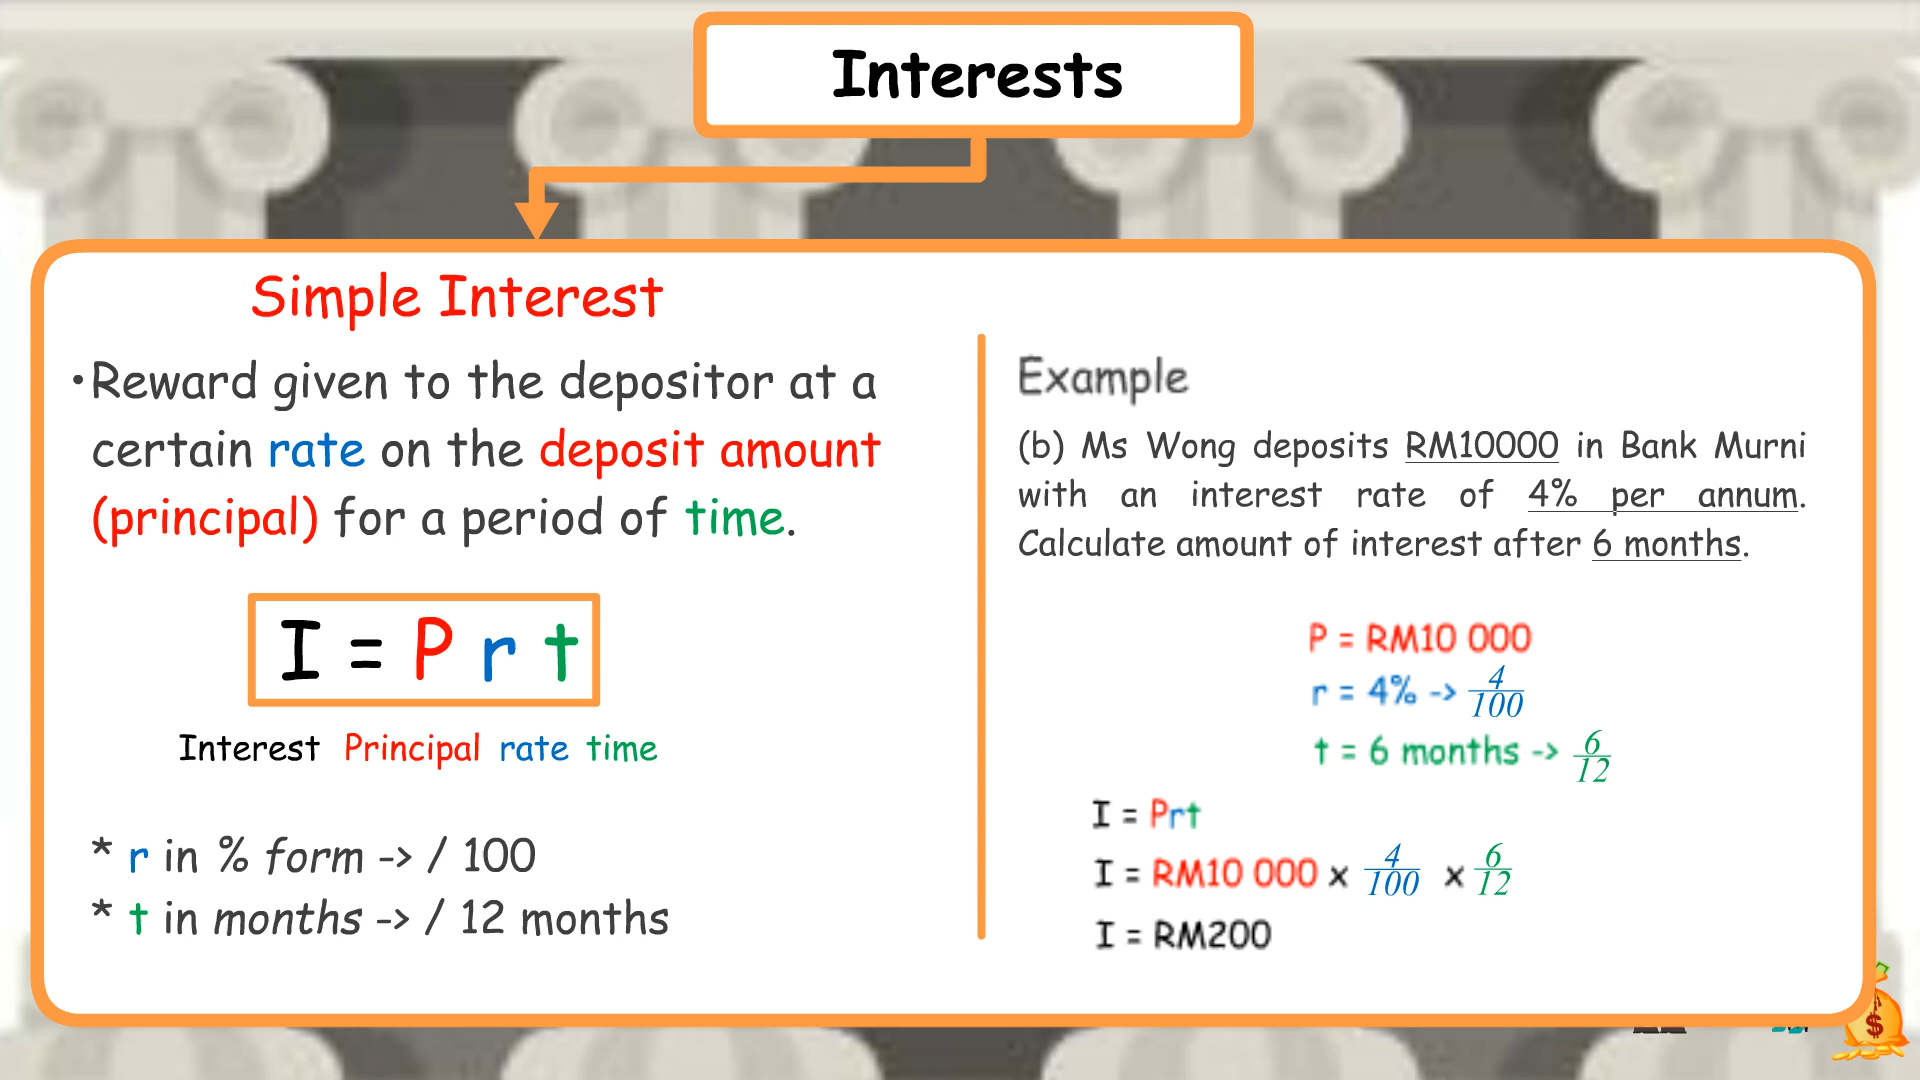 Interests
Simple Interest
•Reward given to the depositor at a
certain rate on the deposit amount
(principal) for a period of time.
I = P r t
Interest Principal rate time
* r in % form -> / 100
* t in months -> / 12 months
Example
(b) Ms Wong deposits RM10000 in Bank Murni
with an interest rate of 4% per annum.
Calculate amount of interest after 6 months.
P = RM10 000
r = 4% -> 4/100
t = 6 months -> 6/12
I = Prt
I = RM10 000 x 4/100 x 6/12
I = RM200
$